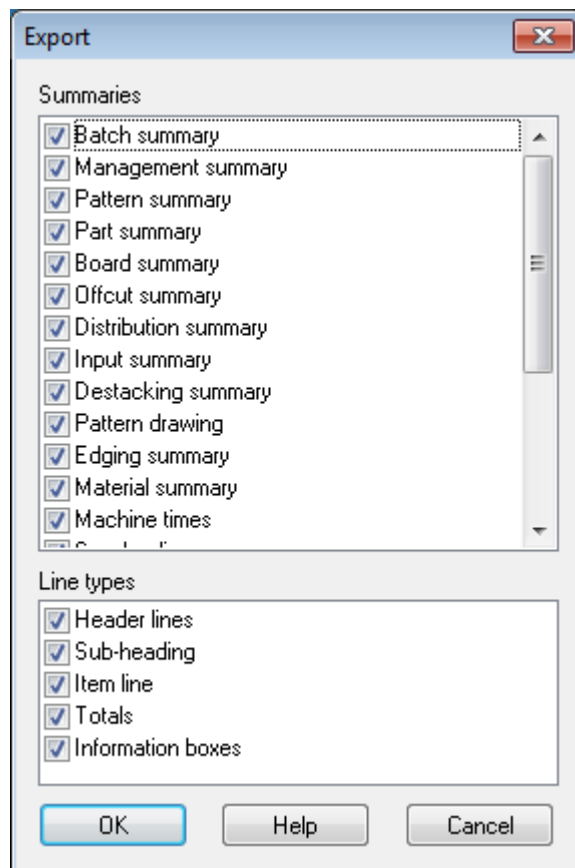 Export
Summaries
Batch summary
Management summary
Pattern summary
Part summary
Board summary
Offcut summary
Distribution summary
Input summary
Destacking summary
Pattern drawing
Edging summary
Material summary
Machine times
Line types
Header lines
Sub-heading
Item line
Totals
Information boxes
OK Help Cancel